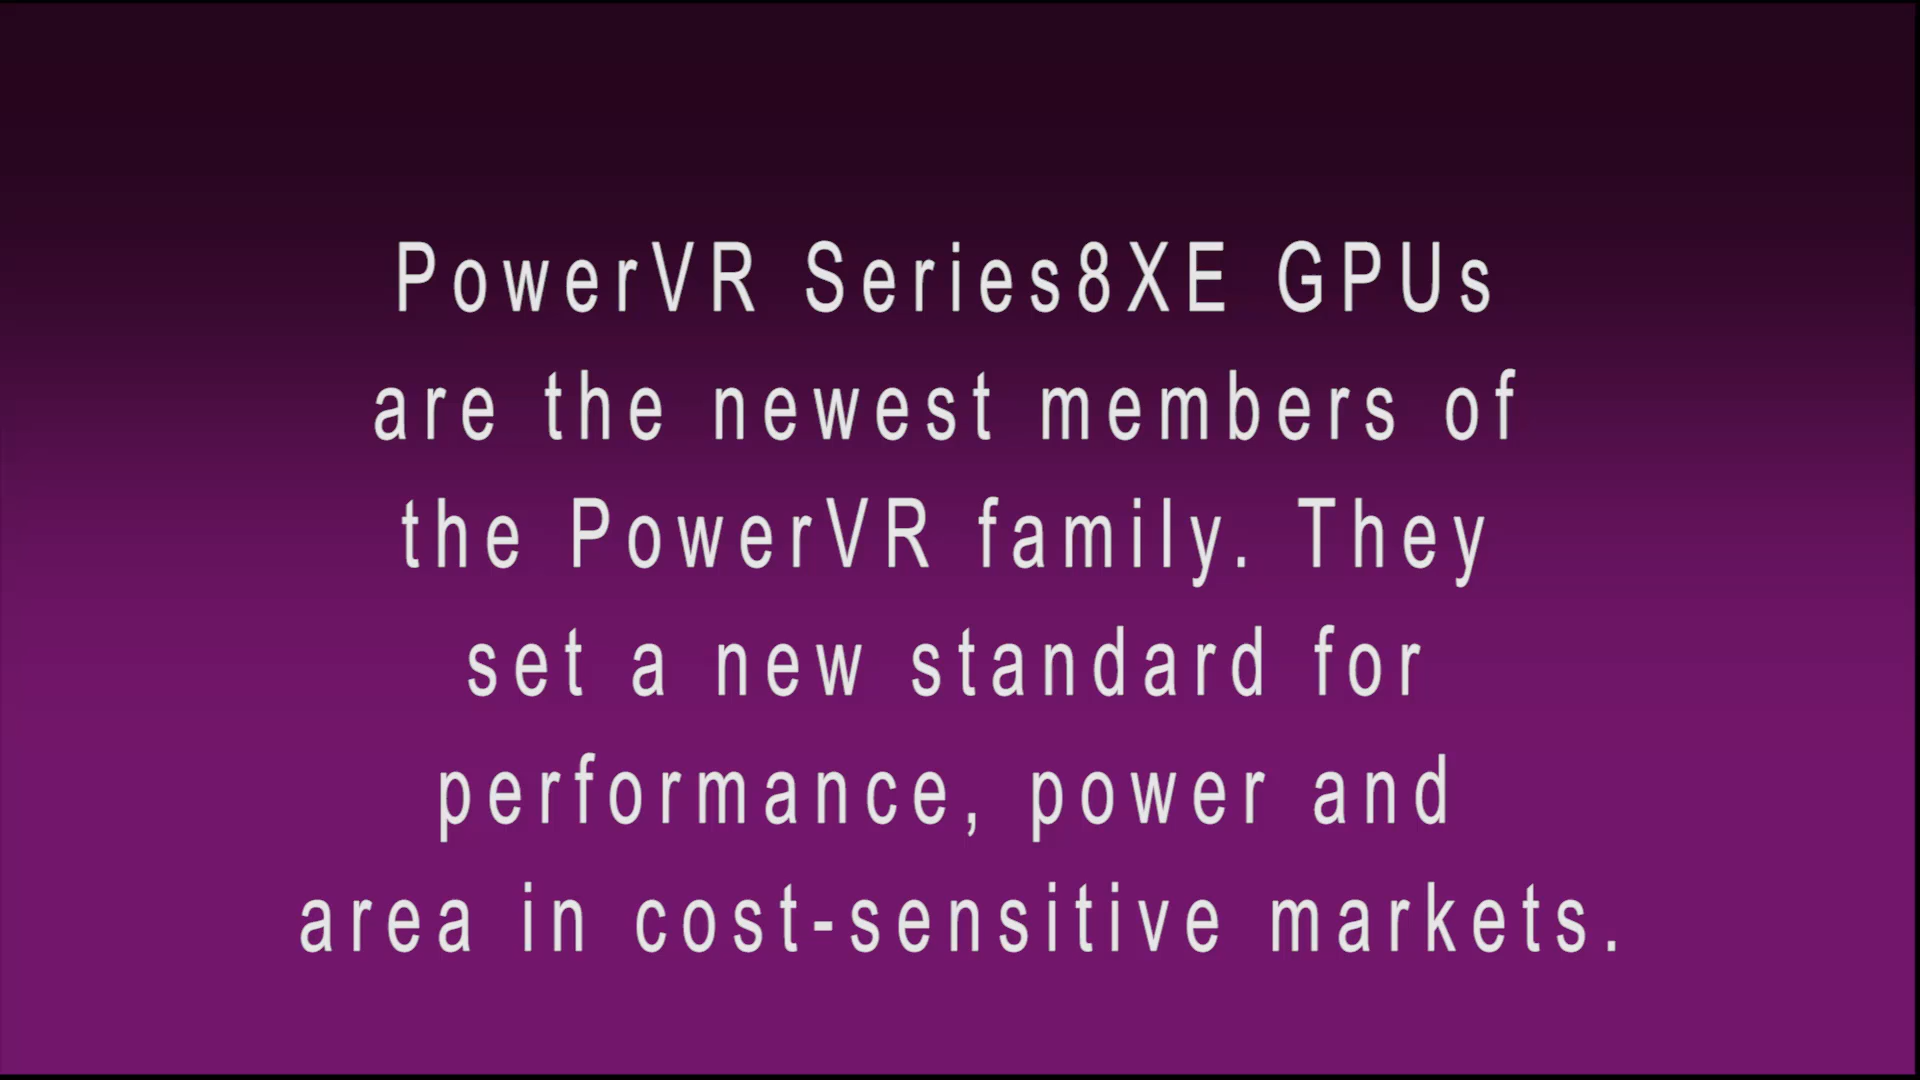 PowerVR Series8XE GPUs
are the newest members of
the PowerVR family. They
set a new standard for
performance, power and
area in cost-sensitive markets.